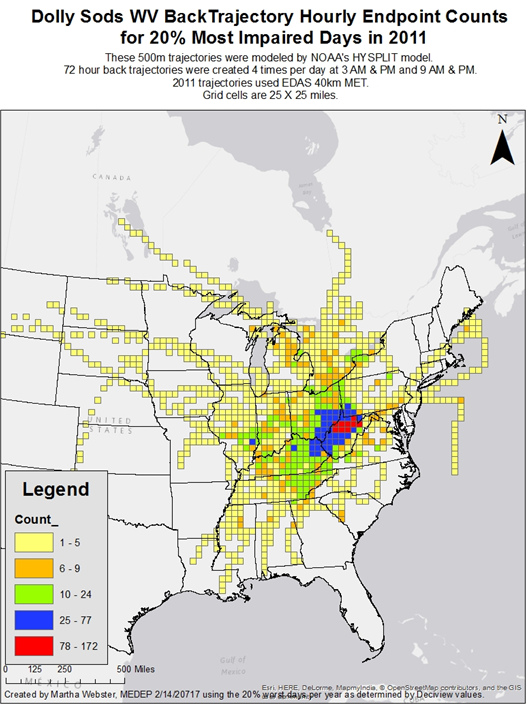 Dolly Sods WV BackTrajectory Hourly Endpoint Counts
for 20% Most Impaired Days in 2011
These 500m trajectories were modeled by NOAA's HYSPLIT model.
72 hour back trajectories were created 4 times per day at 3 AM & PM and 9 AM & PM.
2011 trajectories used EDAS 40km MET.
Grid cells are 25 X 25 miles.
N
CANADA
UNITED
STATES
Legend
Count_
1 - 5
6 - 9
10 - 24
25 - 77
78 - 172
0 125 250 500 Miles
Gulf of
MEXICO
Esri, HERE, DeLorme, MapmyIndia, © OpenStreetMap contributors, and the GIS
Created by Martha Webster, MEDEP 2/14/20717 using the 20% worst days per year as determined by Deciview values.